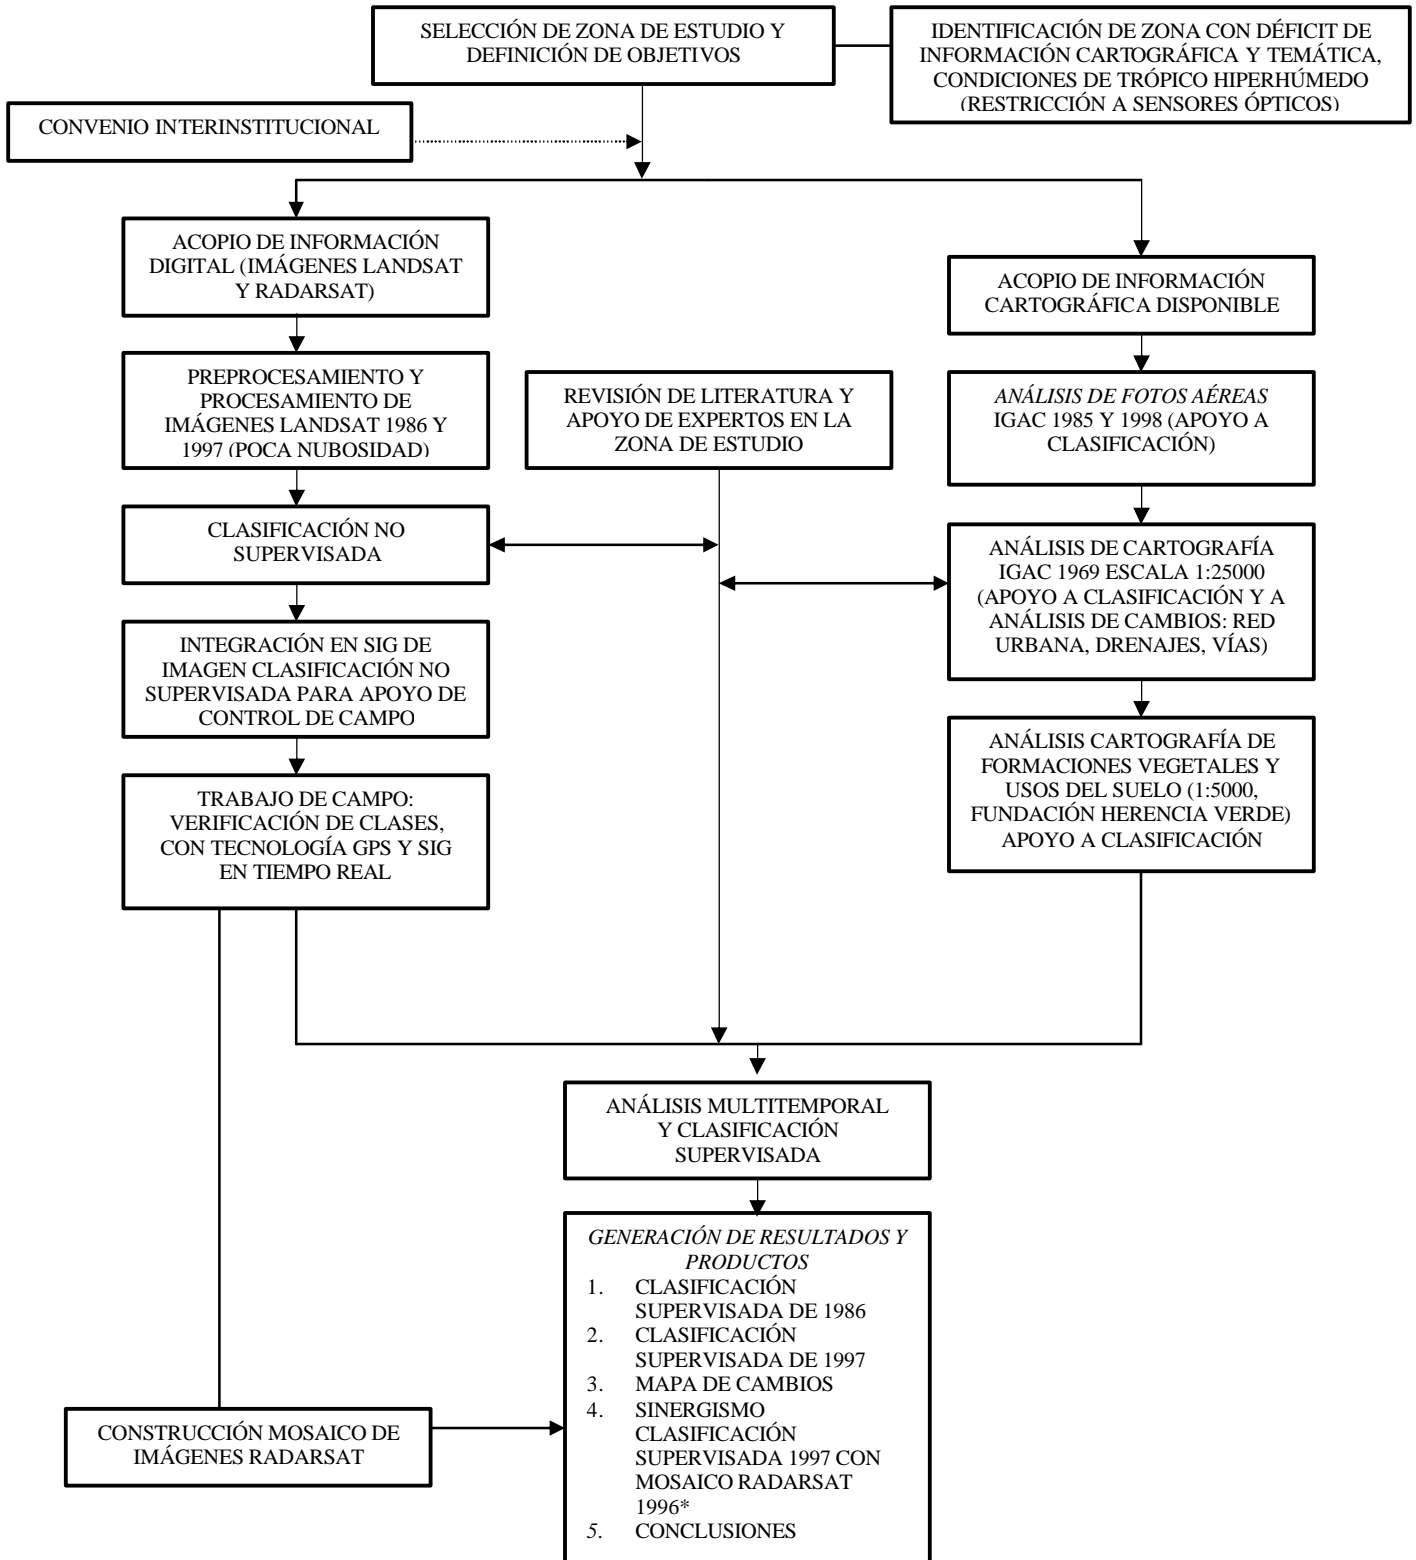 SELECCIÓN DE ZONA DE ESTUDIO Y
DEFINICIÓN DE OBJETIVOS
IDENTIFICACIÓN DE ZONA CON DÉFICIT DE
INFORMACIÓN CARTOGRÁFICA Y TEMÁTICA,
CONDICIONES DE TRÓPICO HIPERHÚMEDO
(RESTRICCIÓN A SENSORES ÓPTICOS)
CONVENIO INTERINSTITUCIONAL
ACOPIO DE INFORMACIÓN
DIGITAL (IMÁGENES LANDSAT
Y RADARSAT)
ACOPIO DE INFORMACIÓN
CARTOGRÁFICA DISPONIBLE
PREPROCESAMIENTO Y
PROCESAMIENTO DE
IMÁGENES LANDSAT 1986 Y
1997 (POCA NUBOSIDAD)
REVISIÓN DE LITERATURA Y
APOYO DE EXPERTOS EN LA
ZONA DE ESTUDIO
ANÁLISIS DE FOTOS AÉREAS
IGAC 1985 Y 1998 (APOYO A
CLASIFICACIÓN)
CLASIFICACIÓN NO
SUPERVISADA
ANÁLISIS DE CARTOGRAFÍA
IGAC 1969 ESCALA 1:25000
(APOYO A CLASIFICACIÓN Y A
ANÁLISIS DE CAMBIOS: RED
URBANA, DRENAJES, VÍAS)
INTEGRACIÓN EN SIG DE
IMAGEN CLASIFICACIÓN NO
SUPERVISADA PARA APOYO DE
CONTROL DE CAMPO
ANÁLISIS CARTOGRAFÍA DE
FORMACIONES VEGETALES Y
USOS DEL SUELO (1:5000,
FUNDACIÓN HERENCIA VERDE)
APOYO A CLASIFICACIÓN
TRABAJO DE CAMPO:
VERIFICACIÓN DE CLASES,
CON TECNOLOGÍA GPS Y SIG
EN TIEMPO REAL
ANÁLISIS MULTITEMPORAL
Y CLASIFICACIÓN
SUPERVISADA
GENERACIÓN DE RESULTADOS Y
PRODUCTOS
1. CLASIFICACIÓN
SUPERVISADA DE 1986
2. CLASIFICACIÓN
SUPERVISADA DE 1997
3. MAPA DE CAMBIOS
4. SINERGISMO
CLASIFICACIÓN
SUPERVISADA 1997 CON
MOSAICO RADARSAT
1996*
5. CONCLUSIONES
CONSTRUCCIÓN MOSAICO DE
IMÁGENES RADARSAT